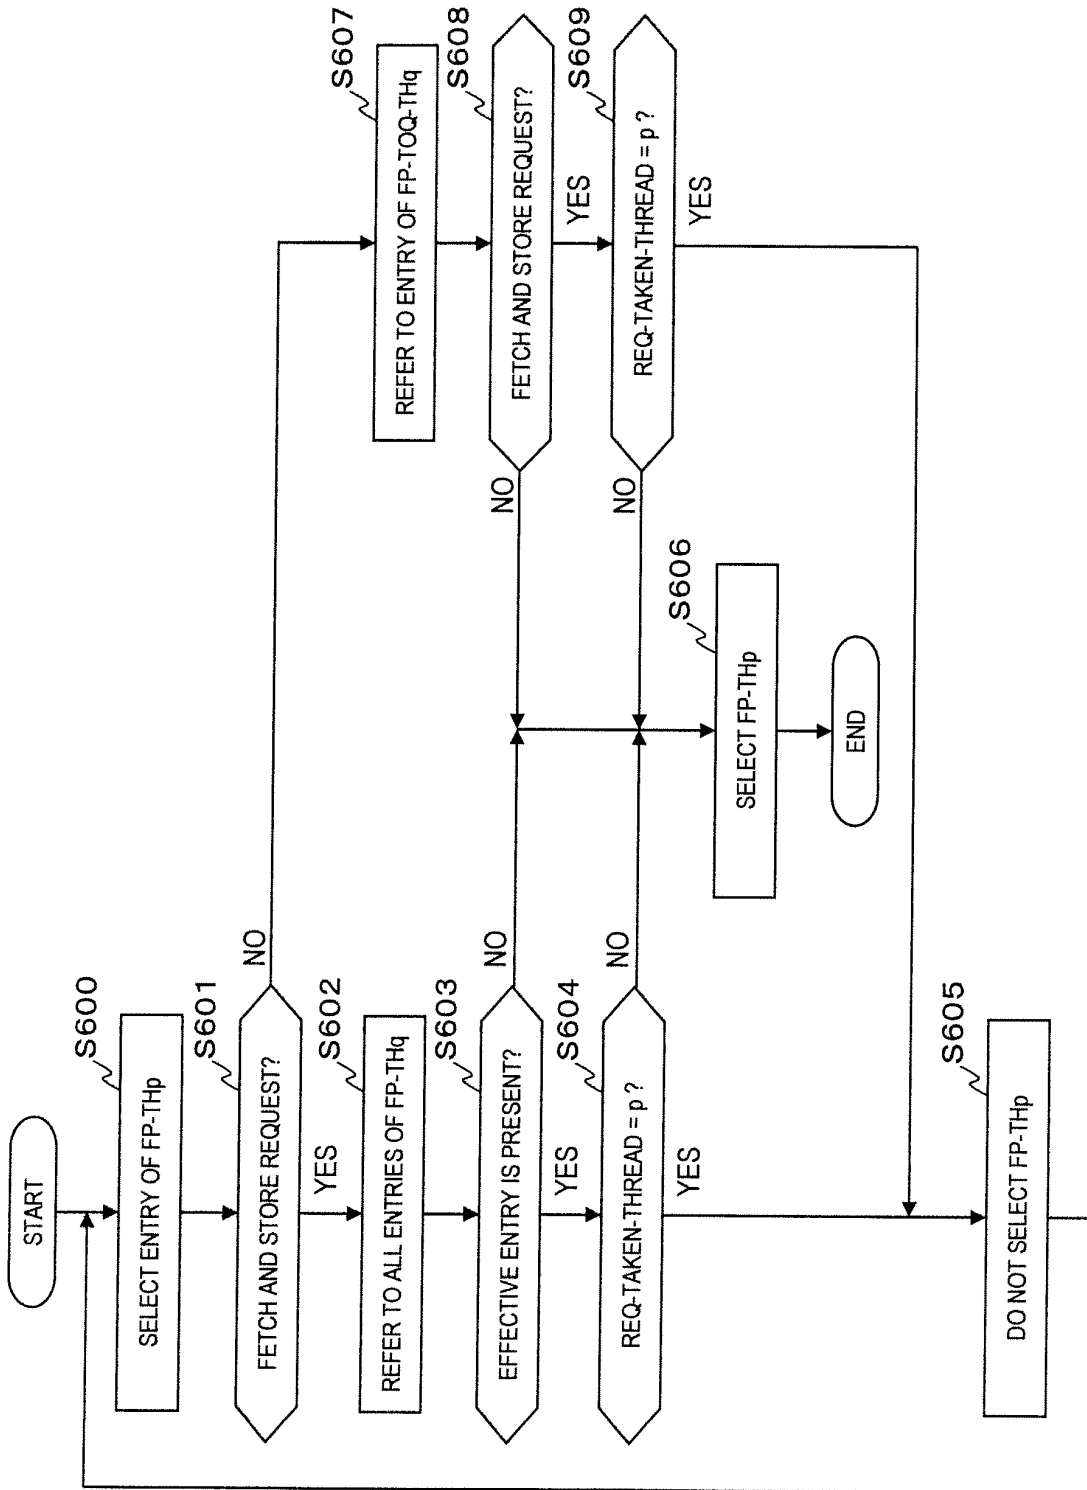 START
S600
SELECT ENTRY OF FP-THp
S601
FETCH AND STORE REQUEST?
NO
YES
S602
REFER TO ALL ENTRIES OF FP-THq
S603
EFFECTIVE ENTRY IS PRESENT?
NO
YES
S604
REQ-TAKEN-THREAD = p ?
NO
YES
S605
DO NOT SELECT FP-THp
S606
SELECT FP-THp
END
S607
REFER TO ENTRY OF FP-TOQ-THq
S608
FETCH AND STORE REQUEST?
NO
YES
S609
REQ-TAKEN-THREAD = p ?
NO
YES